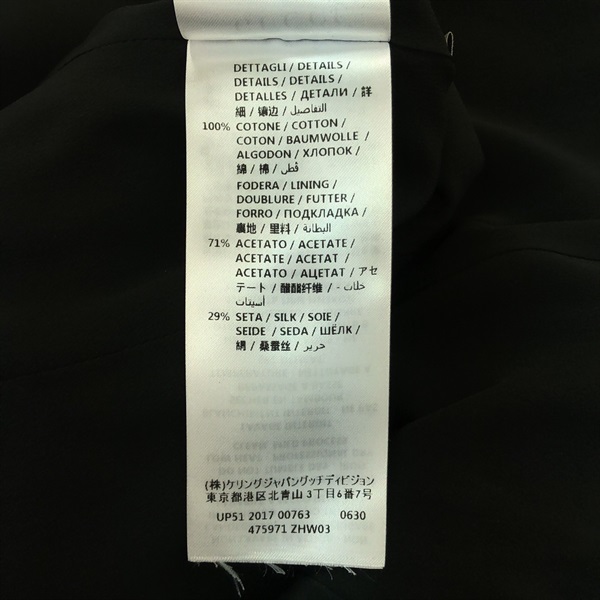 DETTAGLI / DETAILS /
DETAILS / DETAILS /
DETALLES / ДЕТАЛИ / 詳
細 / 镶边 / التفاصيل
100% COTONE / COTTON /
COTON / BAUMWOLLE /
ALGODON / ХЛОПОК /
綿 / 棉 / قُطن
FODERA / LINING /
DOUBLURE / FUTTER /
FORRO / ПОДКЛАДКА /
裏地 / 里料 / البطانة
71% ACETATO / ACETATE /
ACETATE / ACETAT /
ACETATO / АЦЕТАТ / アセ
テート / 醋酯纤维 / - خلات
أسيتات
29% SETA / SILK / SOIE /
SEIDE / SEDA / ШЁЛК /
絹 / 桑蚕丝 / حرير
(株)ケリングジャパングッチディビジョン
東京都港区北青山3丁目6番7号
UP51 2017 00763 0630
475971 ZHW03